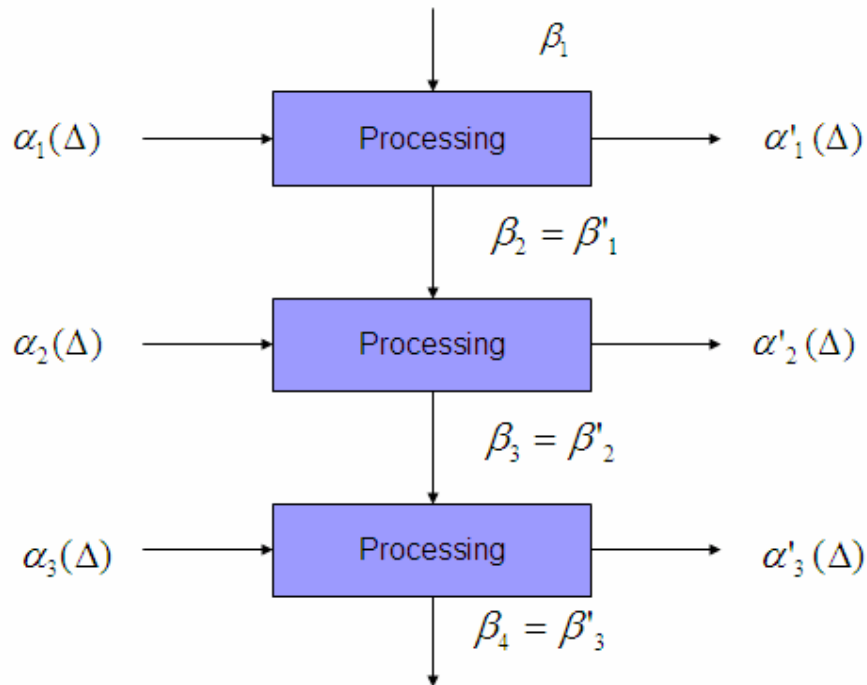 β₁
α₁(Δ) Processing α'₁(Δ)
β₂ = β'₁
α₂(Δ) Processing α'₂(Δ)
β₃ = β'₂
α₃(Δ) Processing α'₃(Δ)
β₄ = β'₃